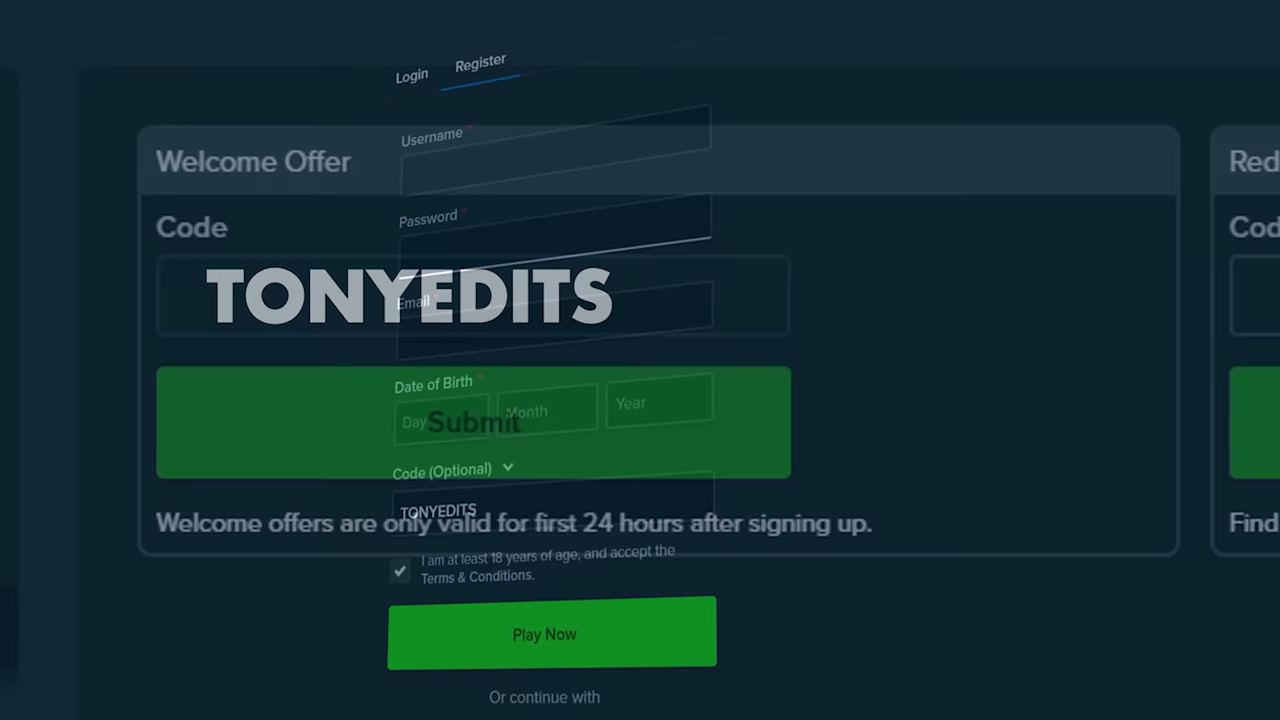 Login Register
Username *
Password *
Email *
Date of Birth *
Day Month Year
Code (Optional)
TONYEDITS
I am at least 18 years of age, and accept the
Terms & Conditions.
Play Now
Or continue with
Welcome Offer
Code
TONYEDITS
Submit
Welcome offers are only valid for first 24 hours after signing up.
Red
Cod
Find